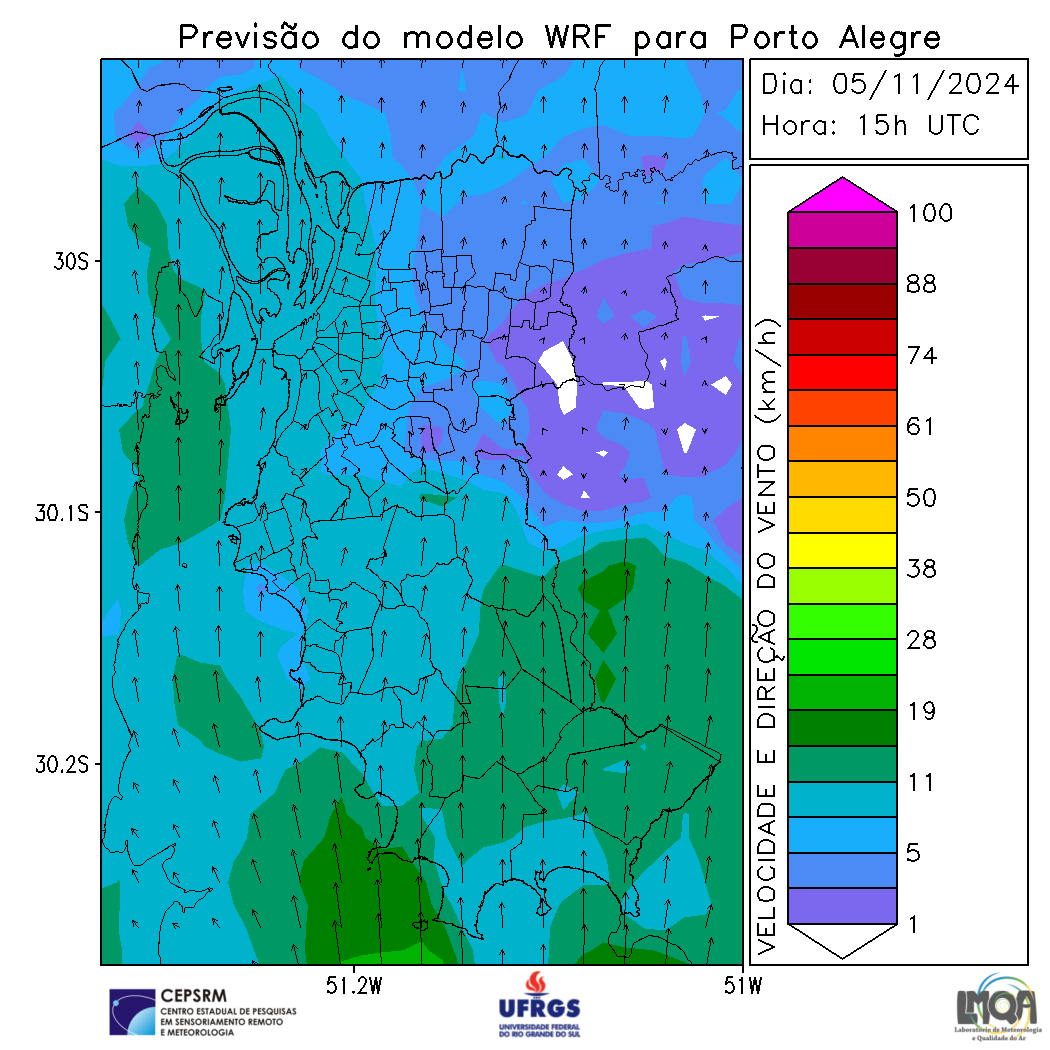 Previsão do modelo WRF para Porto Alegre
Dia: 05/11/2024
Hora: 15h UTC
30S
30.1S
30.2S
51.2W
51W
VELOCIDADE E DIREÇÃO DO VENTO (km/h)
100
88
74
61
50
38
28
19
11
5
1
CEPSRM
CENTRO ESTADUAL DE PESQUISAS
EM SENSORIAMENTO REMOTO
E METEOROLOGIA
UFRGS
UNIVERSIDADE FEDERAL
DO RIO GRANDE DO SUL
LMQA
Laboratório de Meteorologia
e Qualidade do Ar